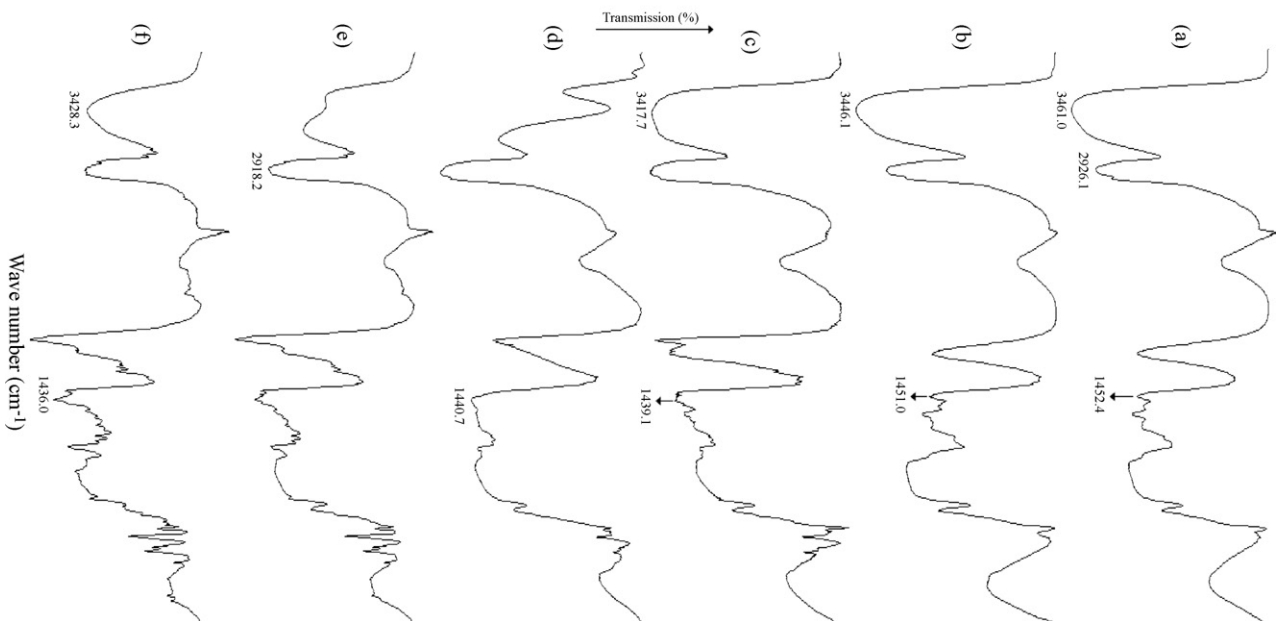 Transmission (%)
(a)
3461.0
2926.1
1452.4
(b)
3446.1
1451.0
(c)
3417.7
1439.1
(d)
1440.7
(e)
2918.2
(f)
3428.3
1436.0
Wave number (cm⁻¹)